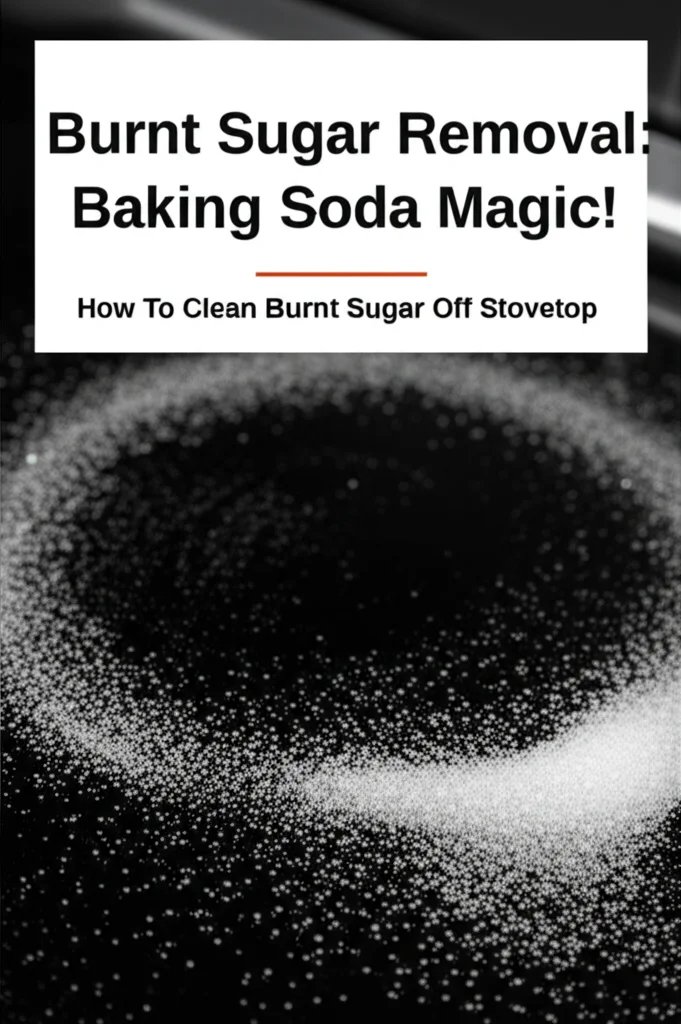 Burnt Sugar Removal:
Baking Soda Magic!
How To Clean Burnt Sugar Off Stovetop